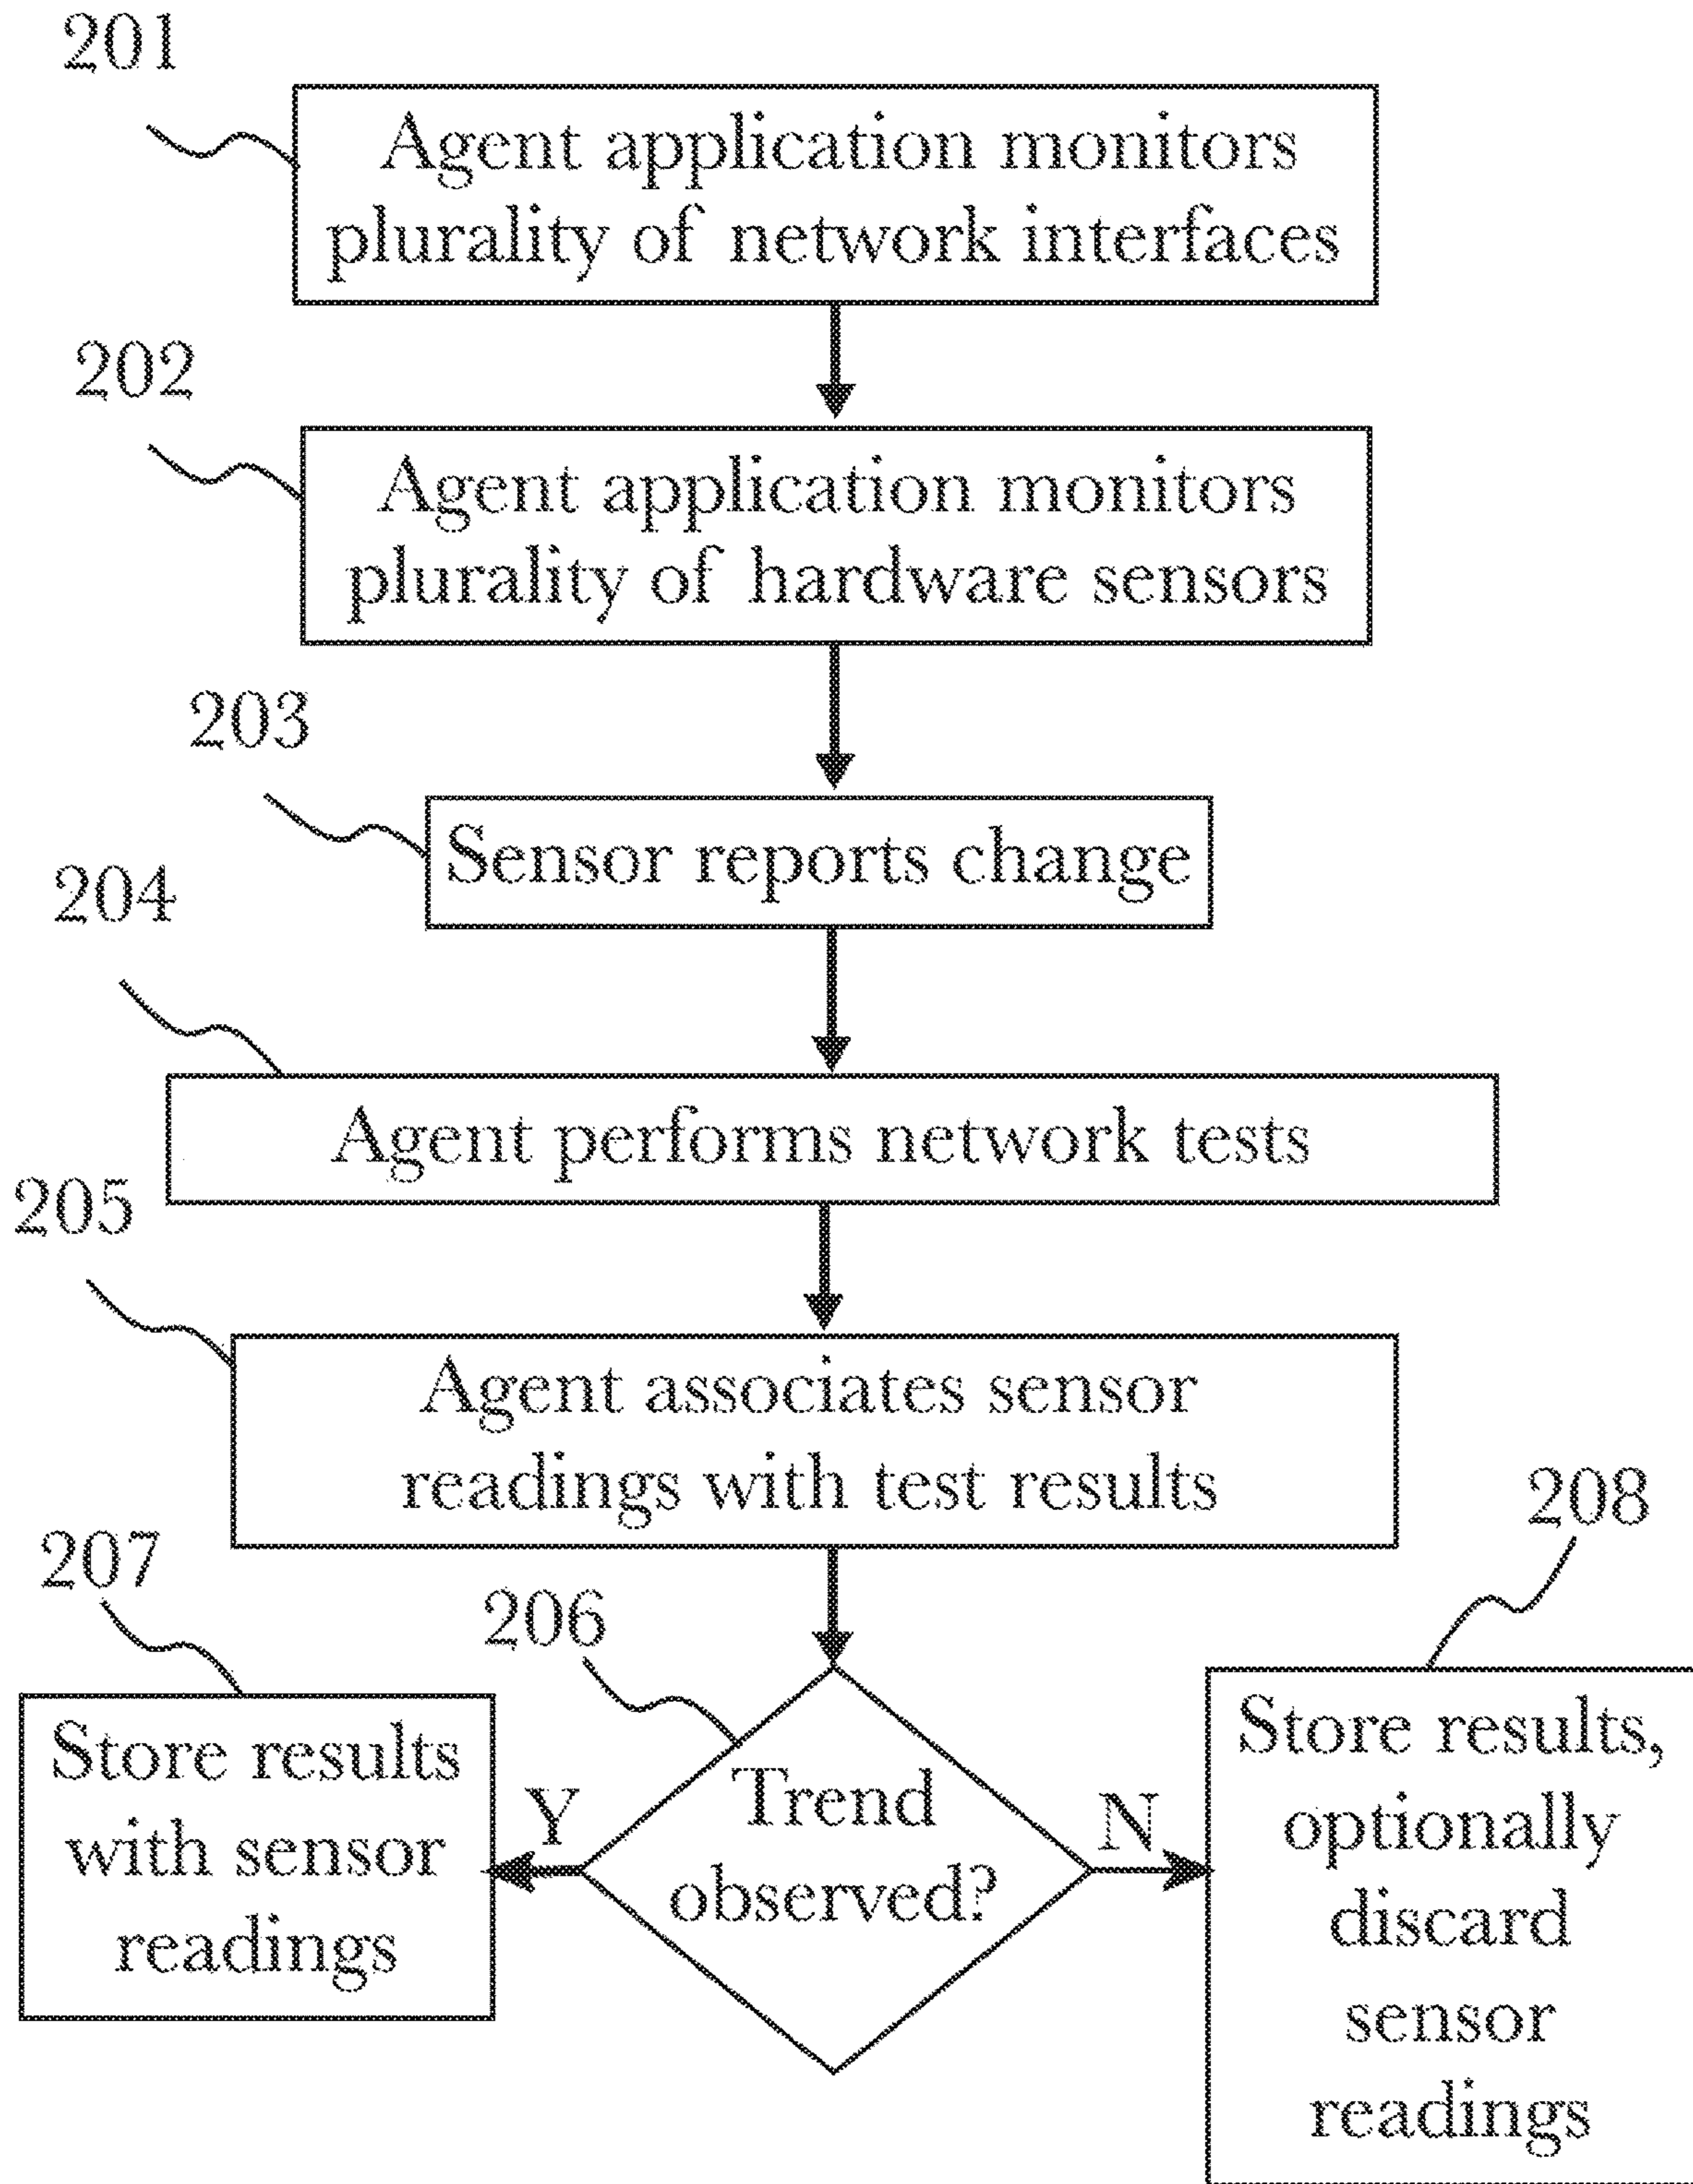 201
Agent application monitors
plurality of network interfaces
202
Agent application monitors
plurality of hardware sensors
203
Sensor reports change
204
Agent performs network tests
205
Agent associates sensor
readings with test results
207
Store results
with sensor
readings
Y
206
Trend
observed?
N
208
Store results,
optionally
discard
sensor
readings